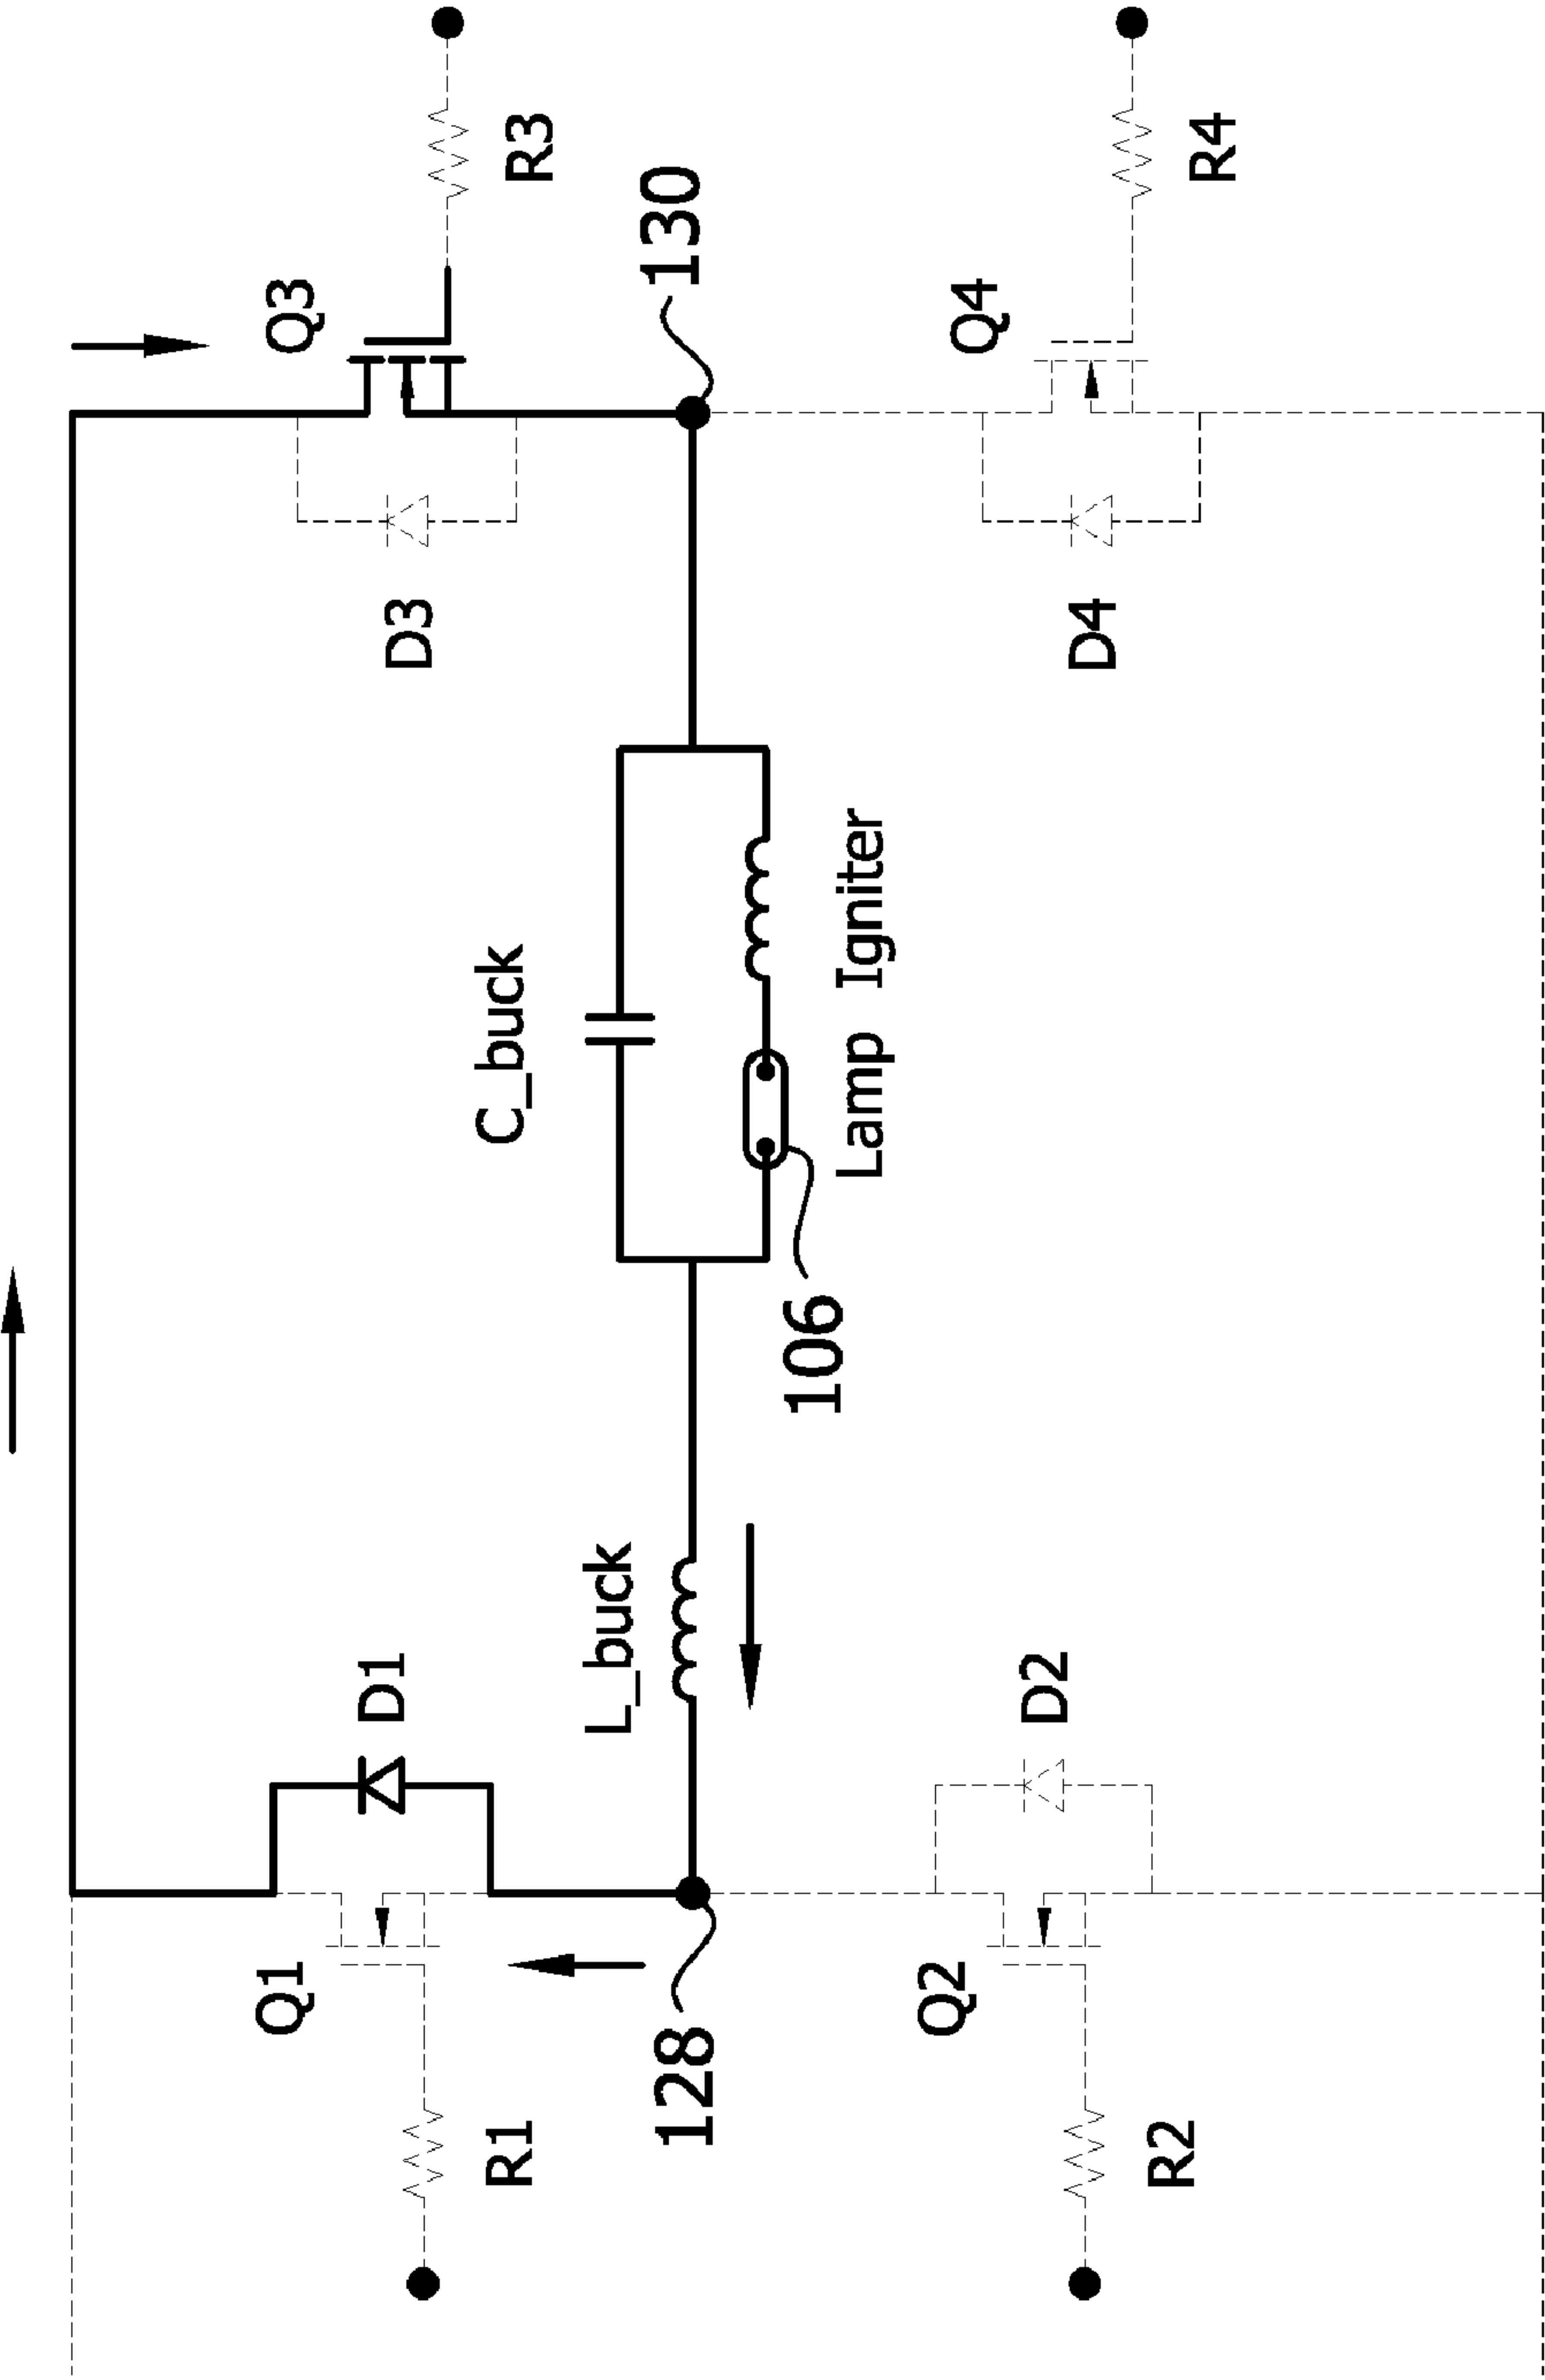 Q1
D1
R1
128
L_buck
C_buck
106
Lamp Igniter
Q3
D3
R3
130
Q2
D2
R2
Q4
D4
R4